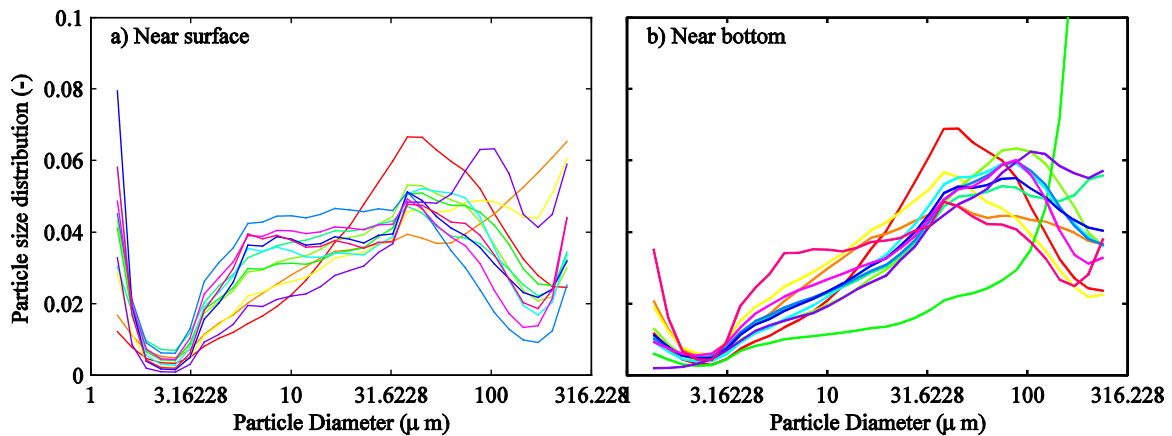 a) Near surface
b) Near bottom
Particle size distribution (-)
0.1
0.08
0.06
0.04
0.02
0
1 3.16228 10 31.6228 100 316.228
1 3.16228 10 31.6228 100 316.228
Particle Diameter (μ m)
Particle Diameter (μ m)